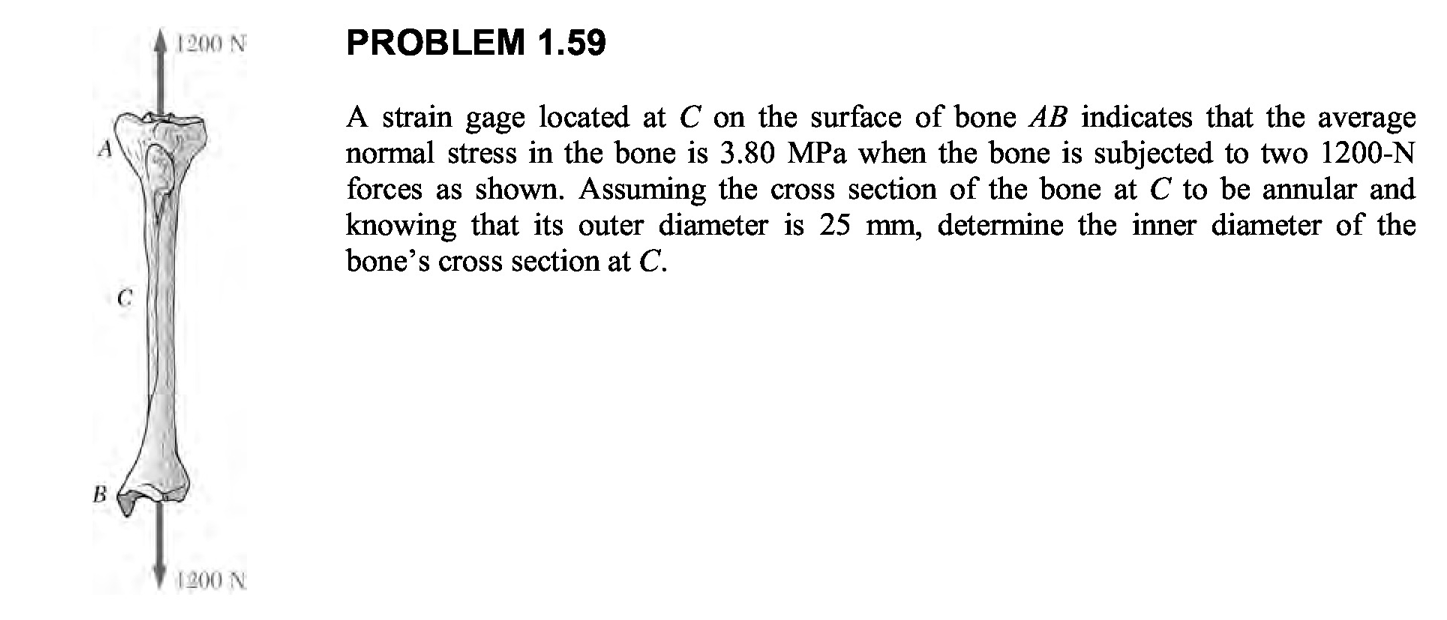 1200 N
PROBLEM 1.59
A strain gage located at C on the surface of bone AB indicates that the average
normal stress in the bone is 3.80 MPa when the bone is subjected to two 1200-N
forces as shown. Assuming the cross section of the bone at C to be annular and
knowing that its outer diameter is 25 mm, determine the inner diameter of the
bone’s cross section at C.
A
C
B
1200 N